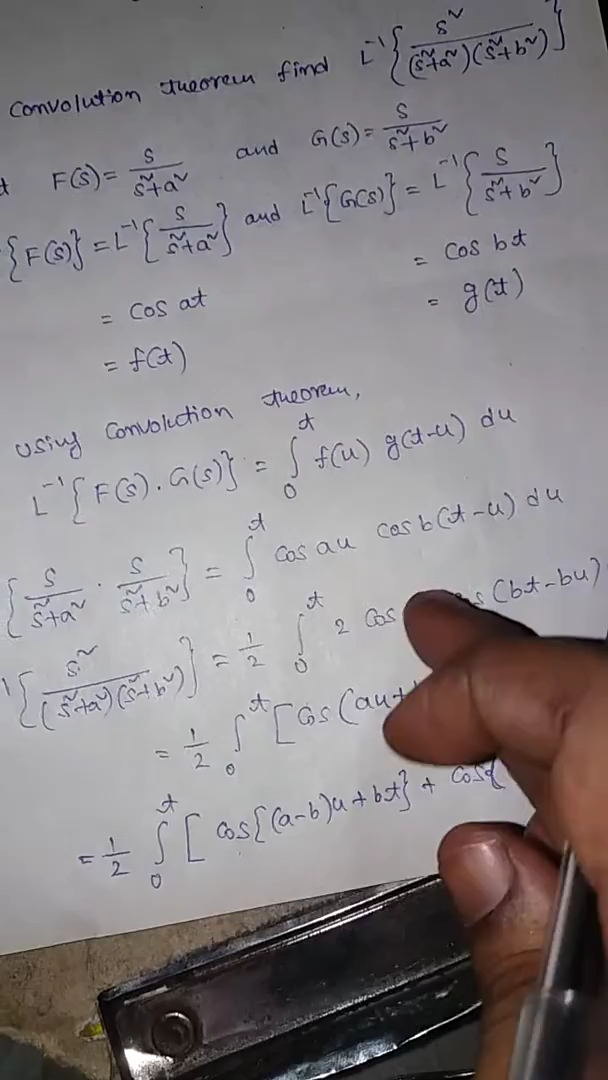 convolution theorem find L⁻¹{s²/((s²+a²)(s²+b²))}
F(s)= s/(s²+a²) and G(s)= s/(s²+b²)
{F(s)}=L⁻¹{s/(s²+a²)} and L⁻¹{G(s)} = L⁻¹{s/(s²+b²)}
= cos at = cos bt
= f(t) = g(t)
using convolution theorem,
L⁻¹{F(s).G(s)} = ∫₀ᵗ f(u) g(t-u) du
{s/(s²+a²) . s/(s²+b²)} = ∫₀ᵗ cos au cos b(t-u) du
{s²/((s²+a²)(s²+b²))} = 1/2 ∫₀ᵗ 2 cos (bt-bu)
= 1/2 ∫₀ᵗ [cos(au+
= 1/2 ∫₀ᵗ [cos{(a-b)u+bt} + cos{